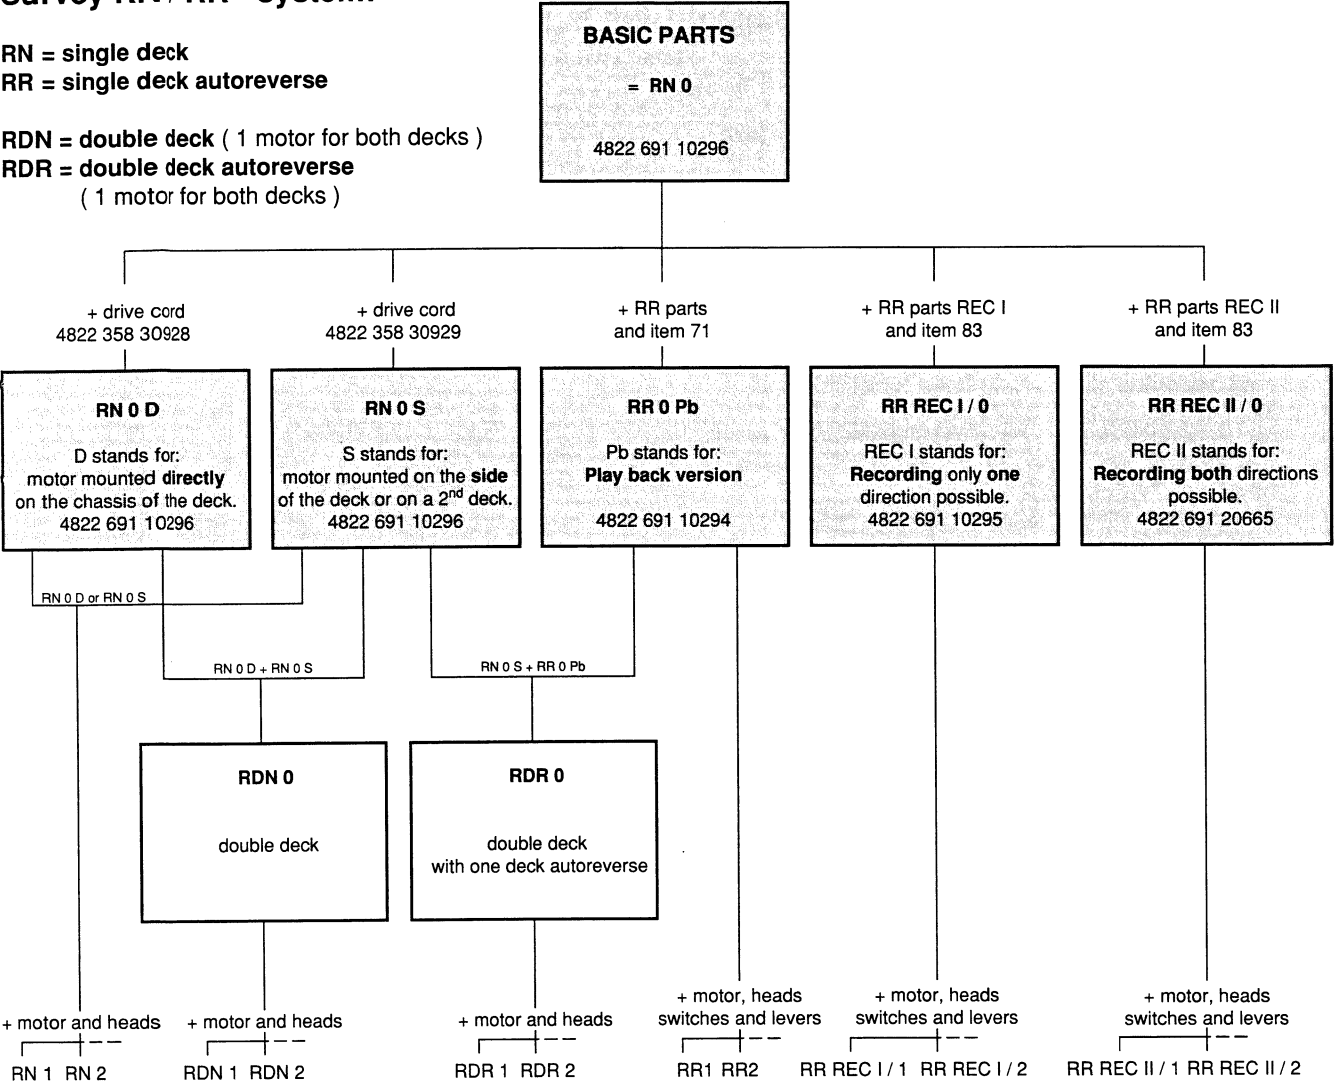 RN = single deck
RR = single deck autoreverse
RDN = double deck ( 1 motor for both decks )
RDR = double deck autoreverse
( 1 motor for both decks )
BASIC PARTS
= RN 0
4822 691 10296
+ drive cord
4822 358 30928
+ drive cord
4822 358 30929
+ RR parts
and item 71
+ RR parts REC I
and item 83
+ RR parts REC II
and item 83
RN 0 D
D stands for:
motor mounted directly
on the chassis of the deck.
4822 691 10296
RN 0 S
S stands for:
motor mounted on the side
of the deck or on a 2nd deck.
4822 691 10296
RR 0 Pb
Pb stands for:
Play back version
4822 691 10294
RR REC I / 0
REC I stands for:
Recording only one
direction possible.
4822 691 10295
RR REC II / 0
REC II stands for:
Recording both directions
possible.
4822 691 20665
RN 0 D or RN 0 S
RN 0 D + RN 0 S
RN 0 S + RR 0 Pb
RDN 0
double deck
RDR 0
double deck
with one deck autoreverse
+ motor and heads
RN 1 RN 2
+ motor and heads
RDN 1 RDN 2
+ motor and heads
RDR 1 RDR 2
+ motor, heads
switches and levers
RR1 RR2
+ motor, heads
switches and levers
RR REC I / 1 RR REC I / 2
+ motor, heads
switches and levers
RR REC II / 1 RR REC II / 2